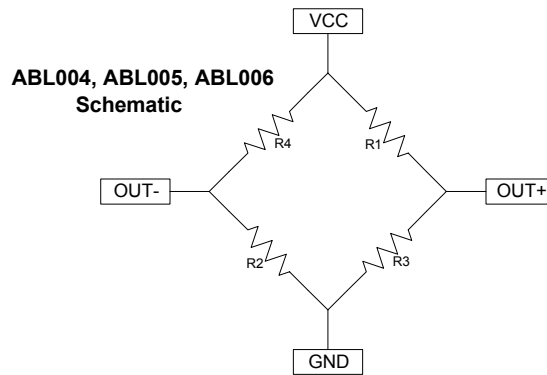 VCC
ABL004, ABL005, ABL006
Schematic
R4
R1
OUT-
OUT+
R2
R3
GND